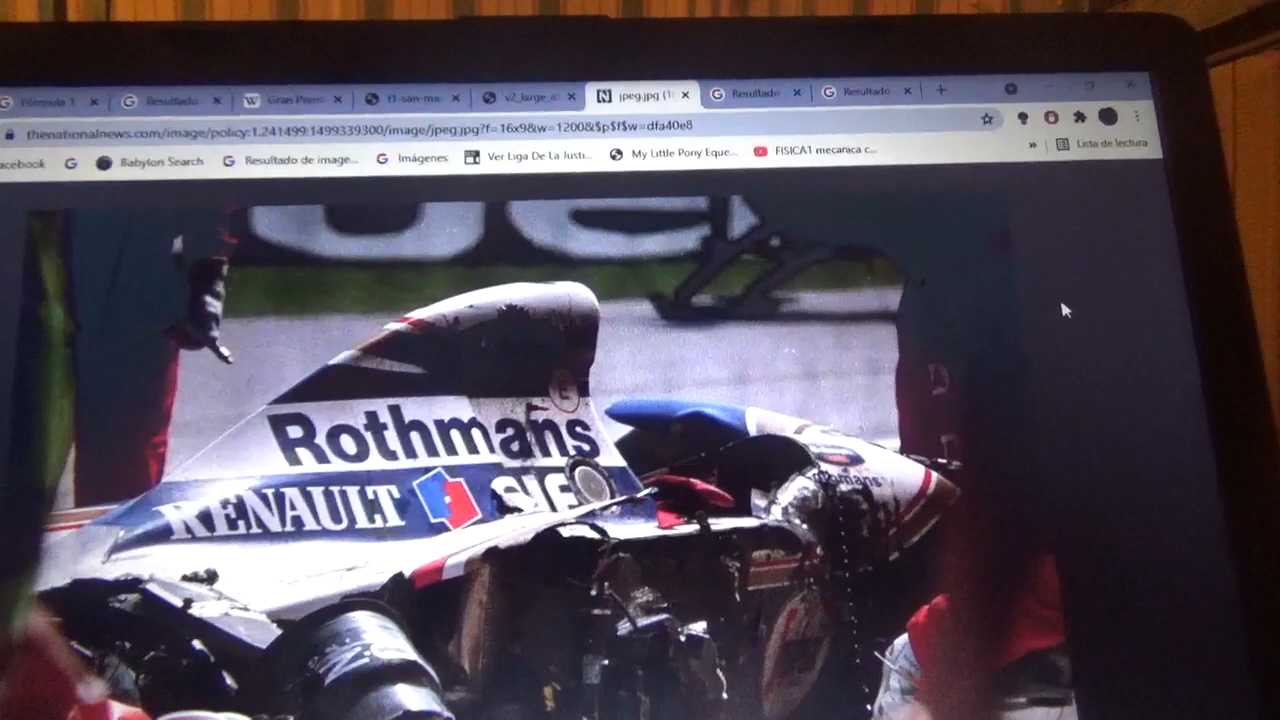 Fórmula 1
Resultado
Gran Prem
f1-san-ma
v2_large_
jpeg.jpg (1
Resultado
Resultado
thenationalnews.com/image/policy:1.241499:1499339300/image/jpeg.jpg?f=16x9&w=1200&$p$f$w=dfa40e8
acebook
Babylon Search
Resultado de image...
Imágenes
Ver Liga De La Justi...
My Little Pony Eque...
FISICA1 mecanica c...
»
Lista de lectura
E
Rothmans
RENAULT